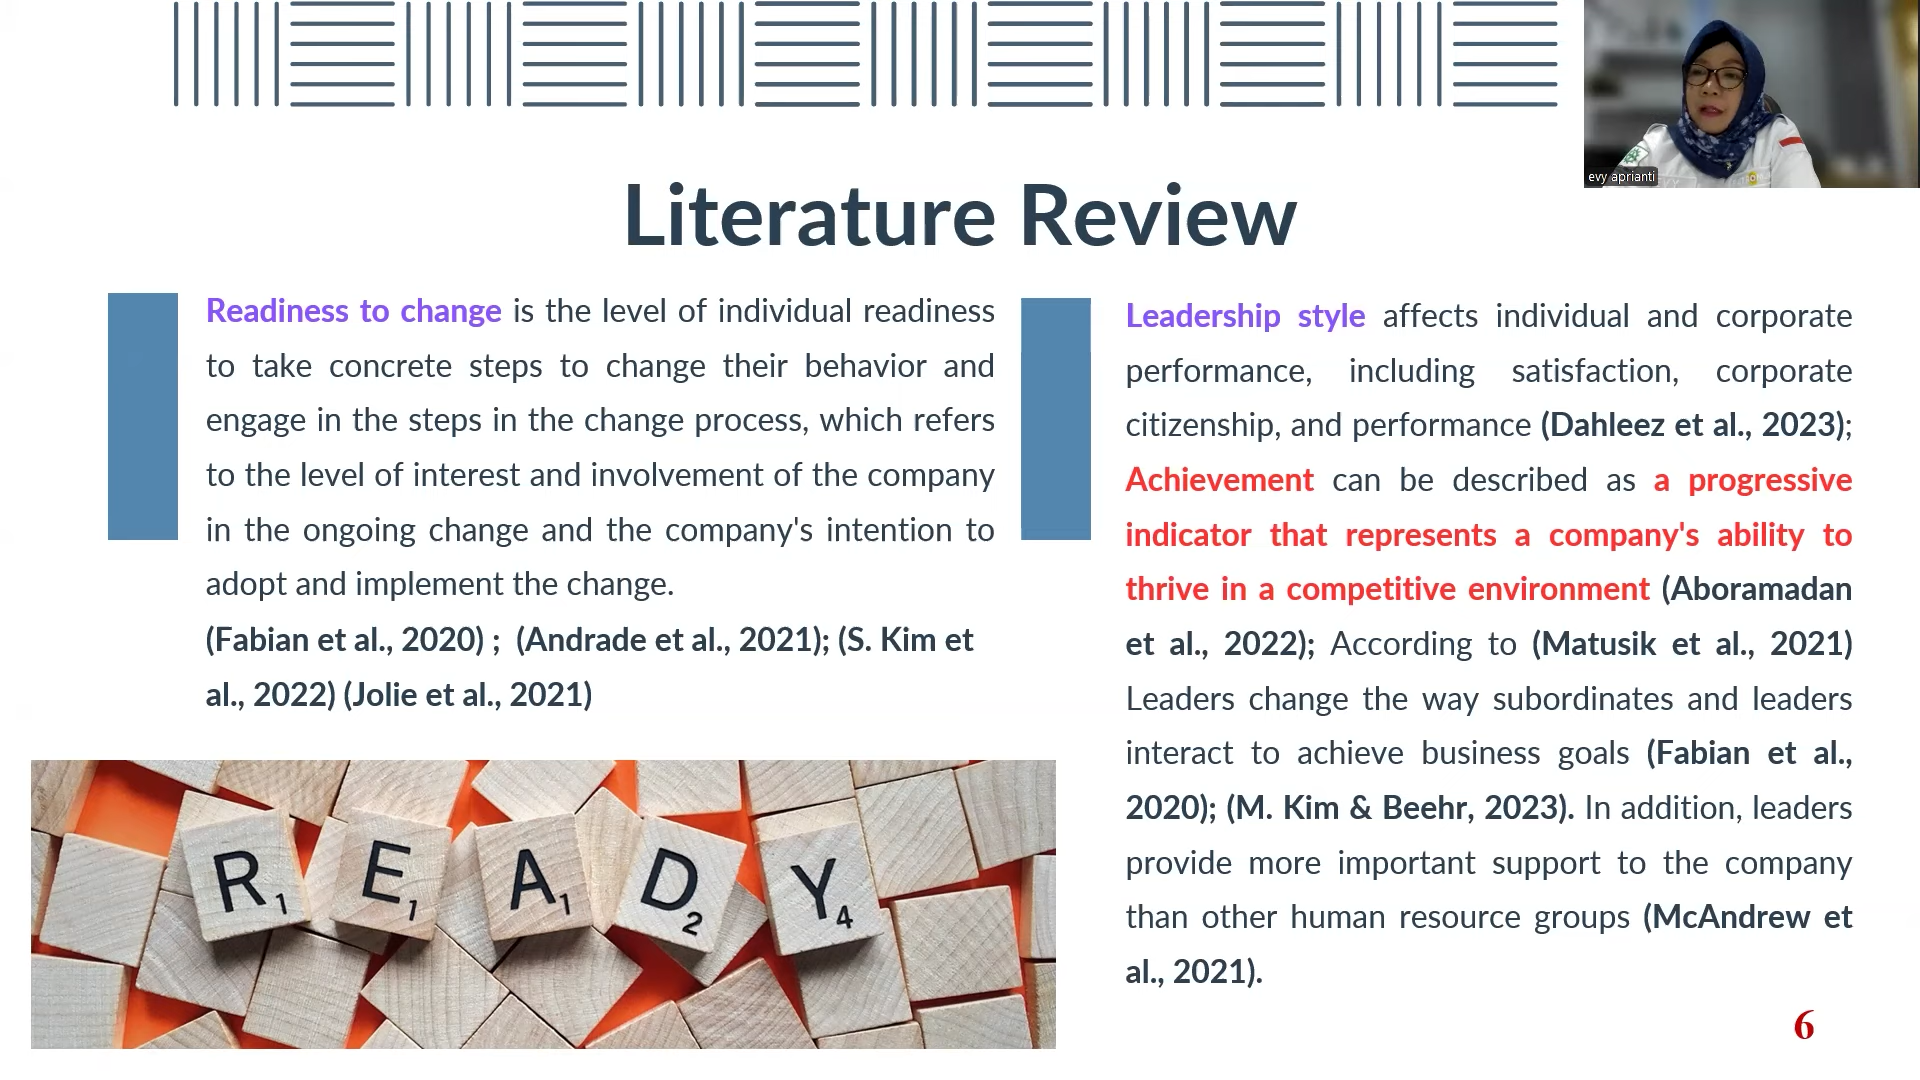 evy aprianti
Literature Review
Readiness to change is the level of individual readiness
to take concrete steps to change their behavior and
engage in the steps in the change process, which refers
to the level of interest and involvement of the company
in the ongoing change and the company's intention to
adopt and implement the change.
(Fabian et al., 2020) ; (Andrade et al., 2021); (S. Kim et
al., 2022) (Jolie et al., 2021)
Leadership style affects individual and corporate
performance, including satisfaction, corporate
citizenship, and performance (Dahleez et al., 2023);
Achievement can be described as a progressive
indicator that represents a company's ability to
thrive in a competitive environment (Aboramadan
et al., 2022); According to (Matusik et al., 2021)
Leaders change the way subordinates and leaders
interact to achieve business goals (Fabian et al.,
2020); (M. Kim & Beehr, 2023). In addition, leaders
provide more important support to the company
than other human resource groups (McAndrew et
al., 2021).
R1 E1 A1 D2 Y4
6